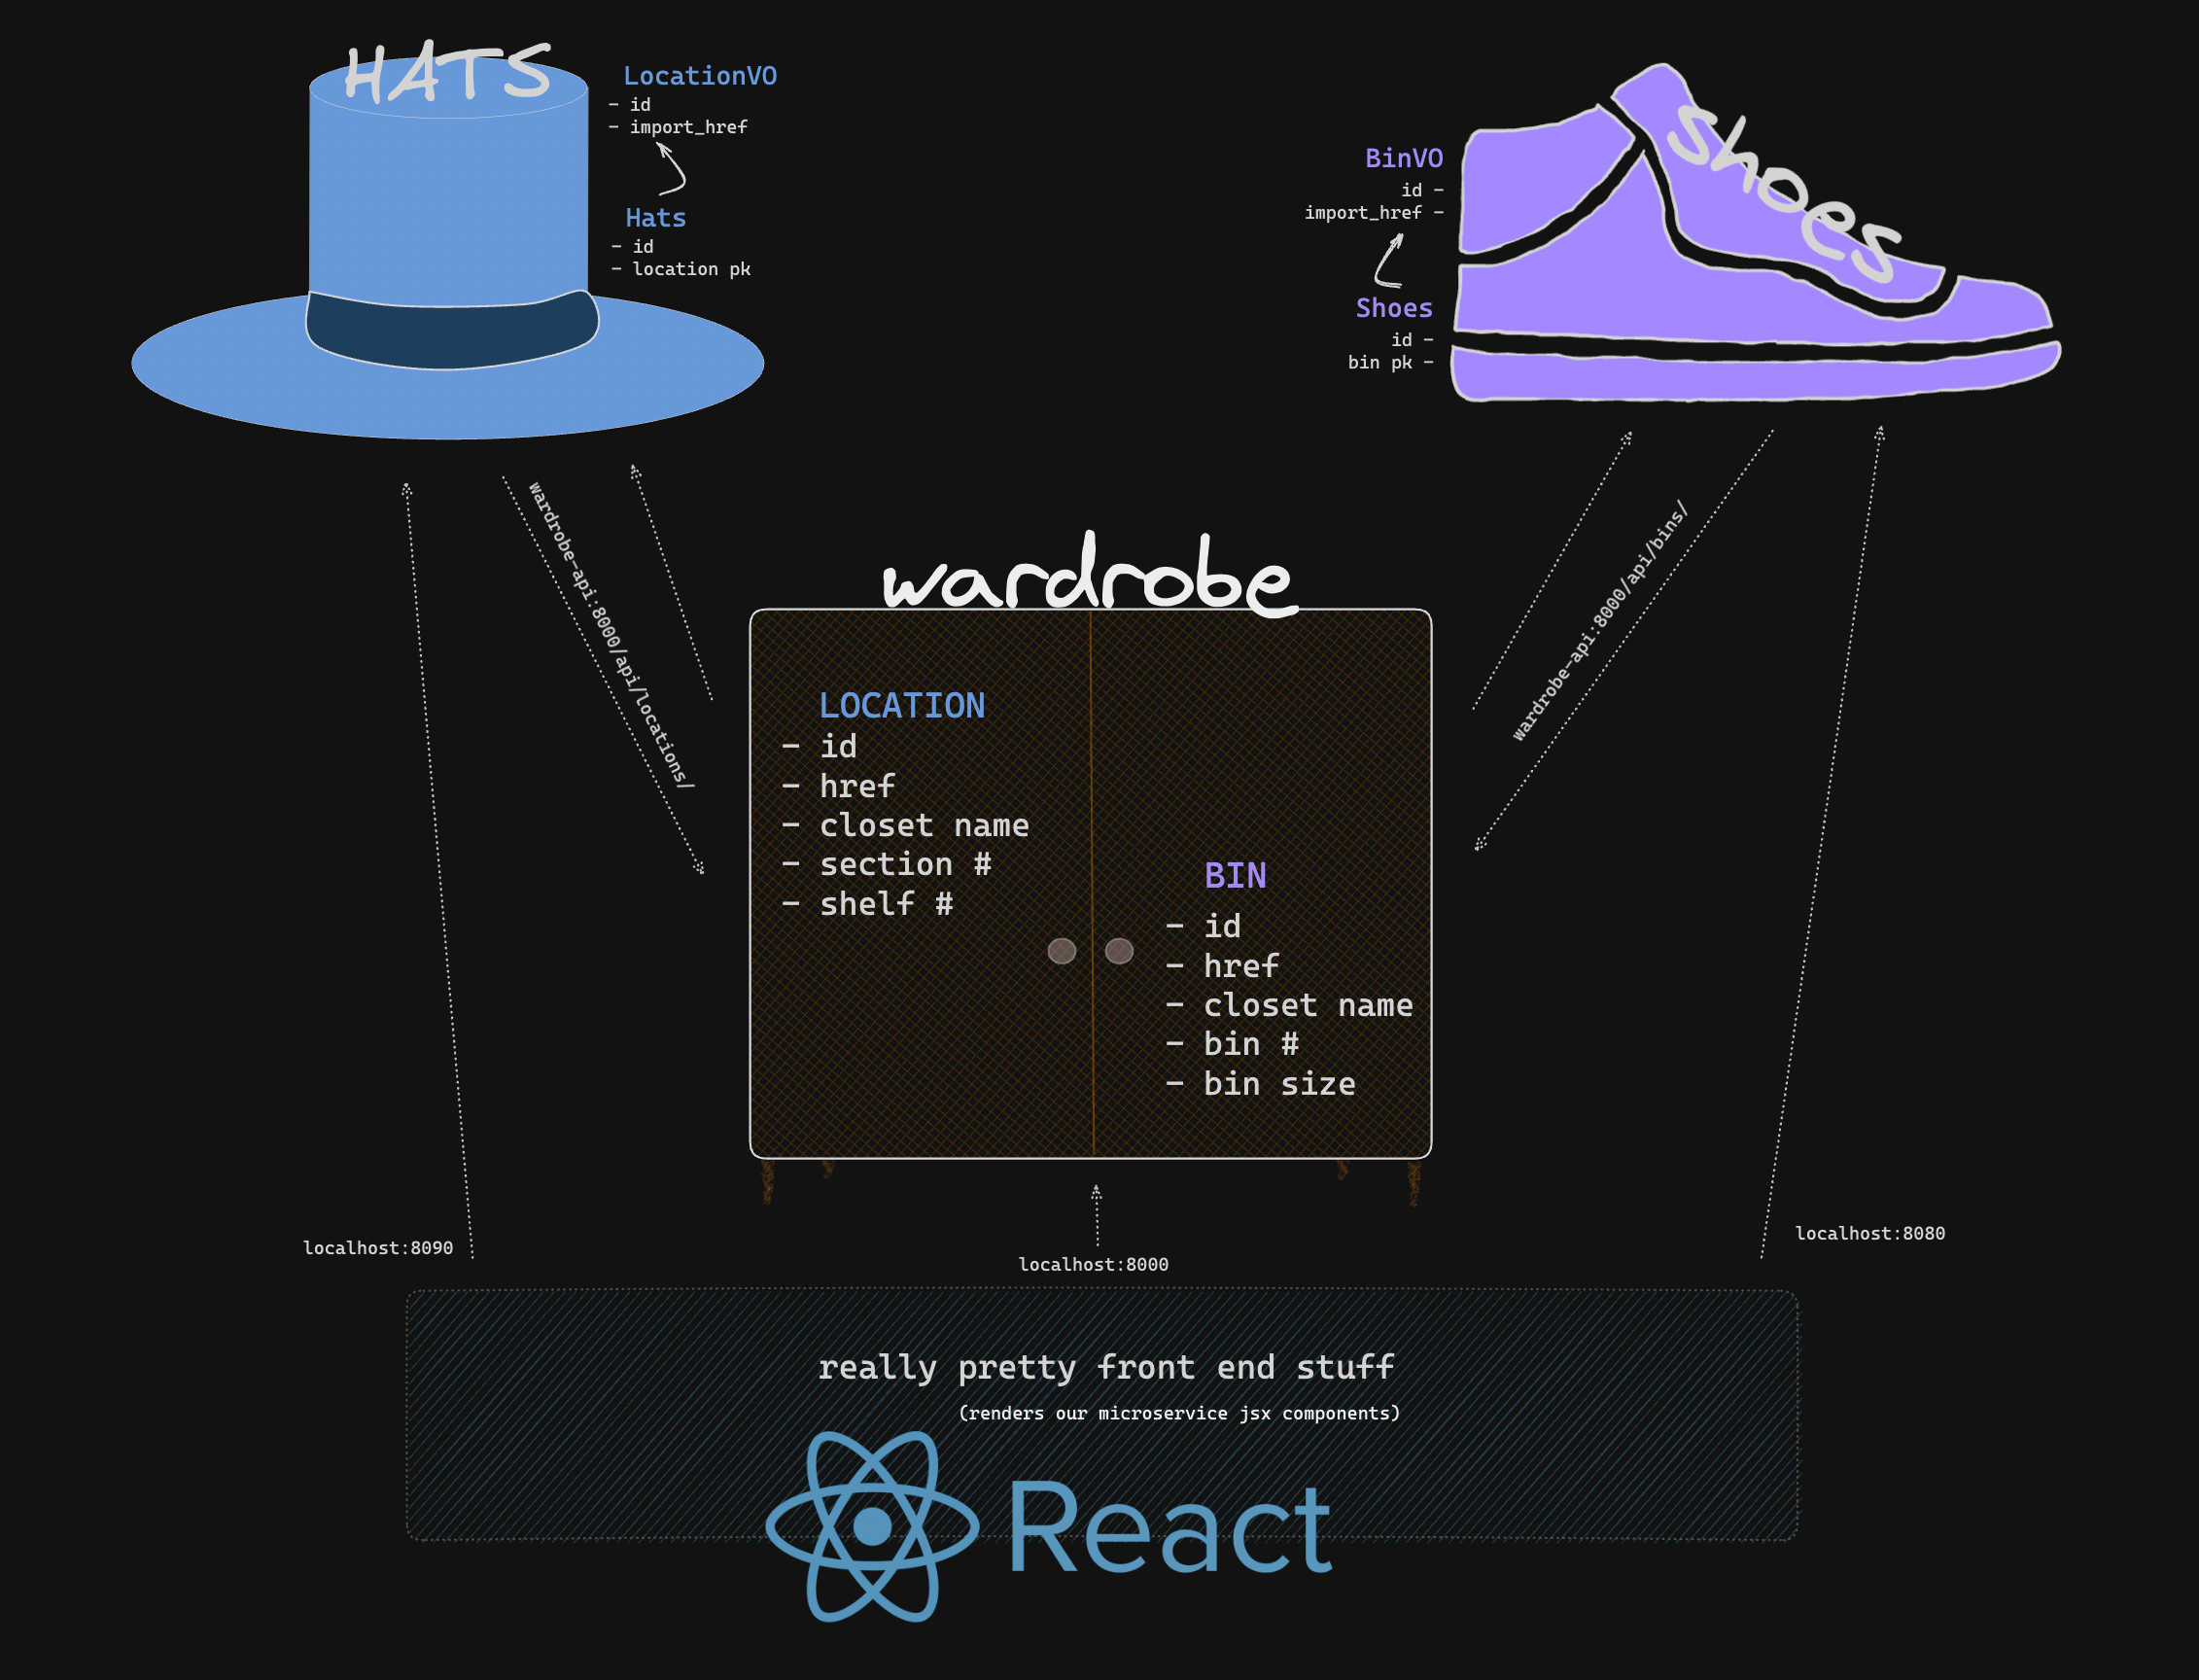 HATS
LocationVO
- id
- import_href
Hats
- id
- location pk
shoes
BinVO
id -
import_href -
Shoes
id -
bin pk -
wardrobe-api:8000/api/locations/
wardrobe-api:8000/api/bins/
wardrobe
LOCATION
- id
- href
- closet name
- section #
- shelf #
BIN
- id
- href
- closet name
- bin #
- bin size
localhost:8090
localhost:8000
localhost:8080
really pretty front end stuff
(renders our microservice jsx components)
React